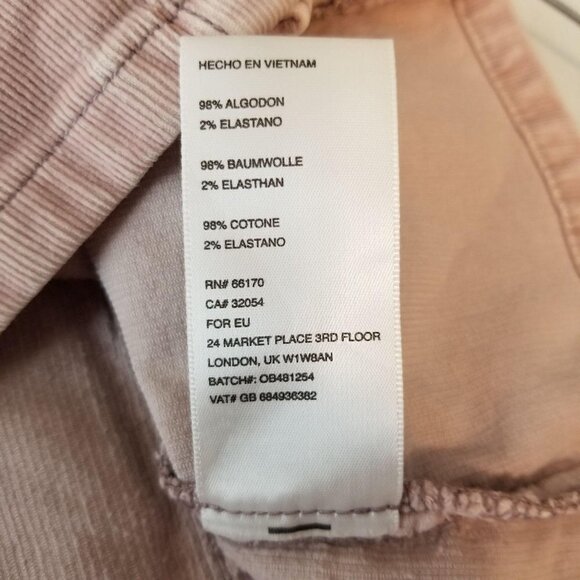 HECHO EN VIETNAM
98% ALGODON
2% ELASTANO
98% BAUMWOLLE
2% ELASTHAN
98% COTONE
2% ELASTANO
RN# 66170
CA# 32054
FOR EU
24 MARKET PLACE 3RD FLOOR
LONDON, UK W1W8AN
BATCH#: OB481254
VAT# GB 684936382